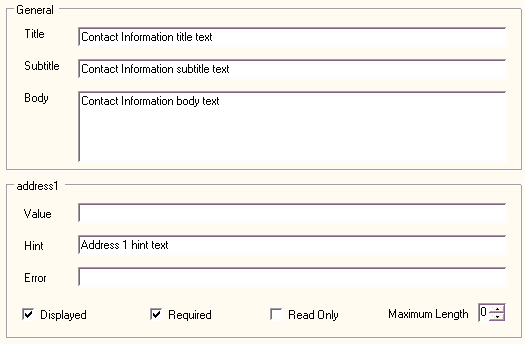 General
Title Contact Information title text
Subtitle Contact Information subtitle text
Body Contact Information body text
address1
Value
Hint Address 1 hint text
Error
Displayed Required Read Only Maximum Length 0